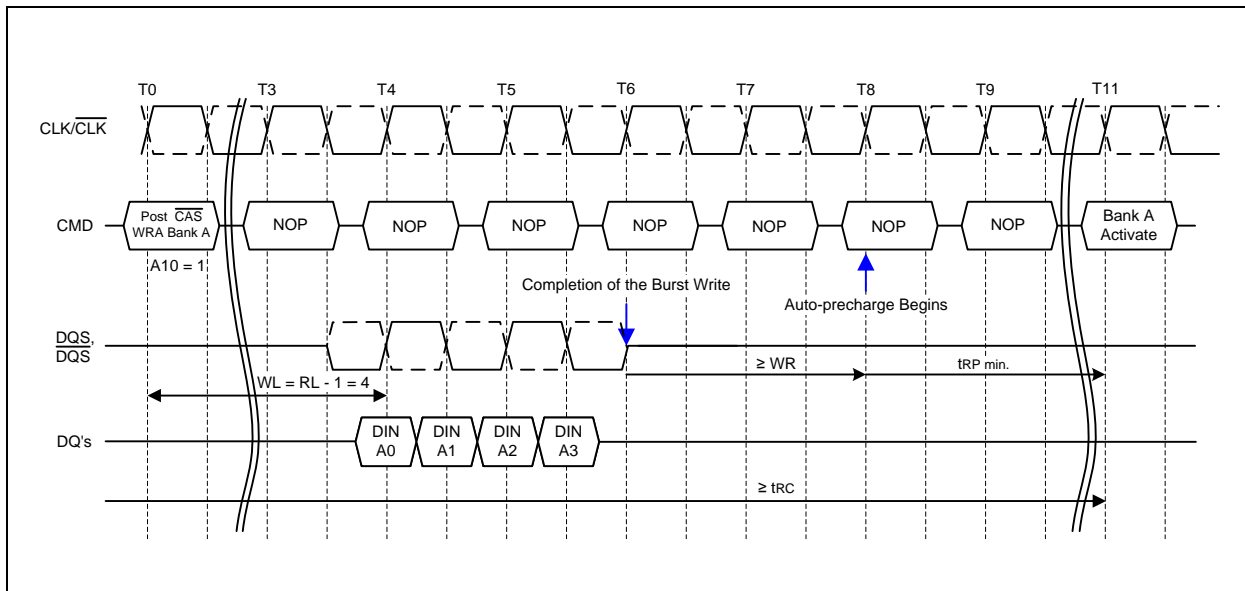 T0 T3 T4 T5 T6 T7 T8 T9 T11
CLK/CLK
CMD
Post CAS
WRA Bank A
NOP NOP NOP NOP NOP NOP NOP
Bank A
Activate
A10 = 1
Completion of the Burst Write
Auto-precharge Begins
DQS,
DQS
≥ WR
tRP min.
WL = RL - 1 = 4
DQ's
DIN
A0
DIN
A1
DIN
A2
DIN
A3
≥ tRC